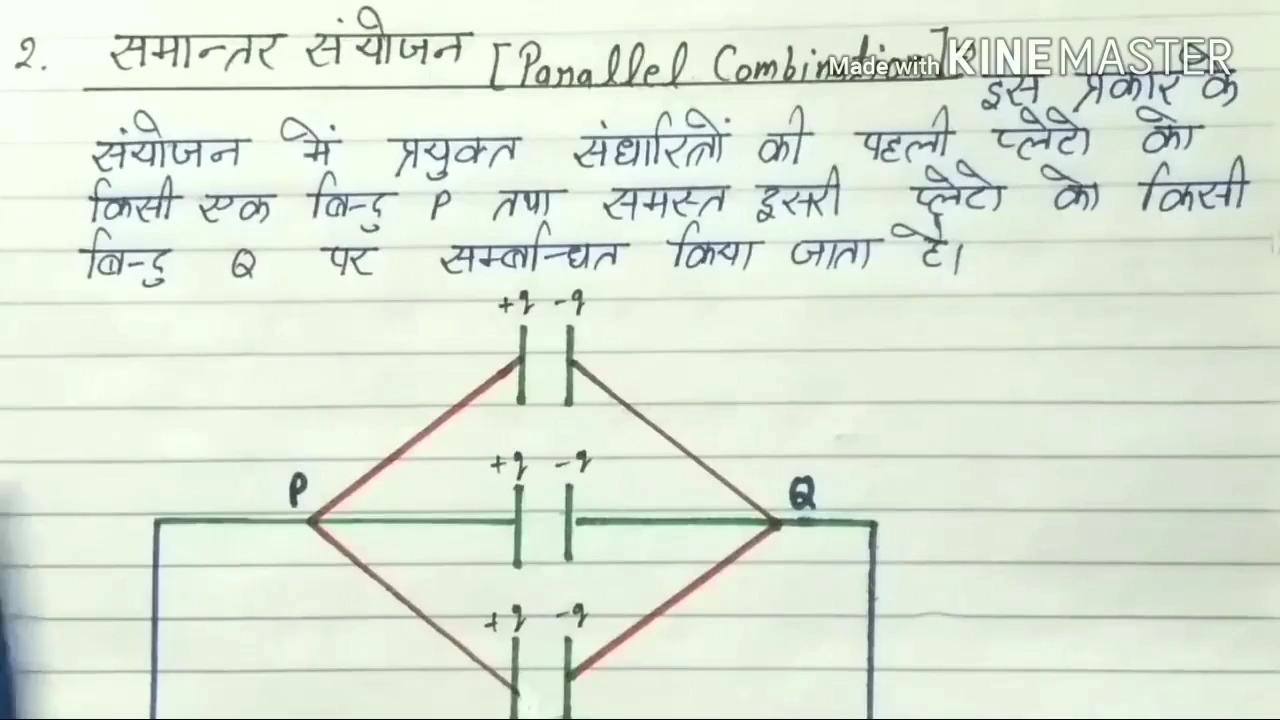 2. समान्तर संयोजन [Parallel Combination]
Made with KINEMASTER
इस प्रकार के
संयोजन में प्रयुक्त संधारितों की पहली प्लेटो को
किसी एक बिन्दु P तथा समस्त दूसरी प्लेटो को किसी
बिन्दु Q पर सम्बन्धित किया जाता है।
+q -q
+q -q
P Q
+q -q